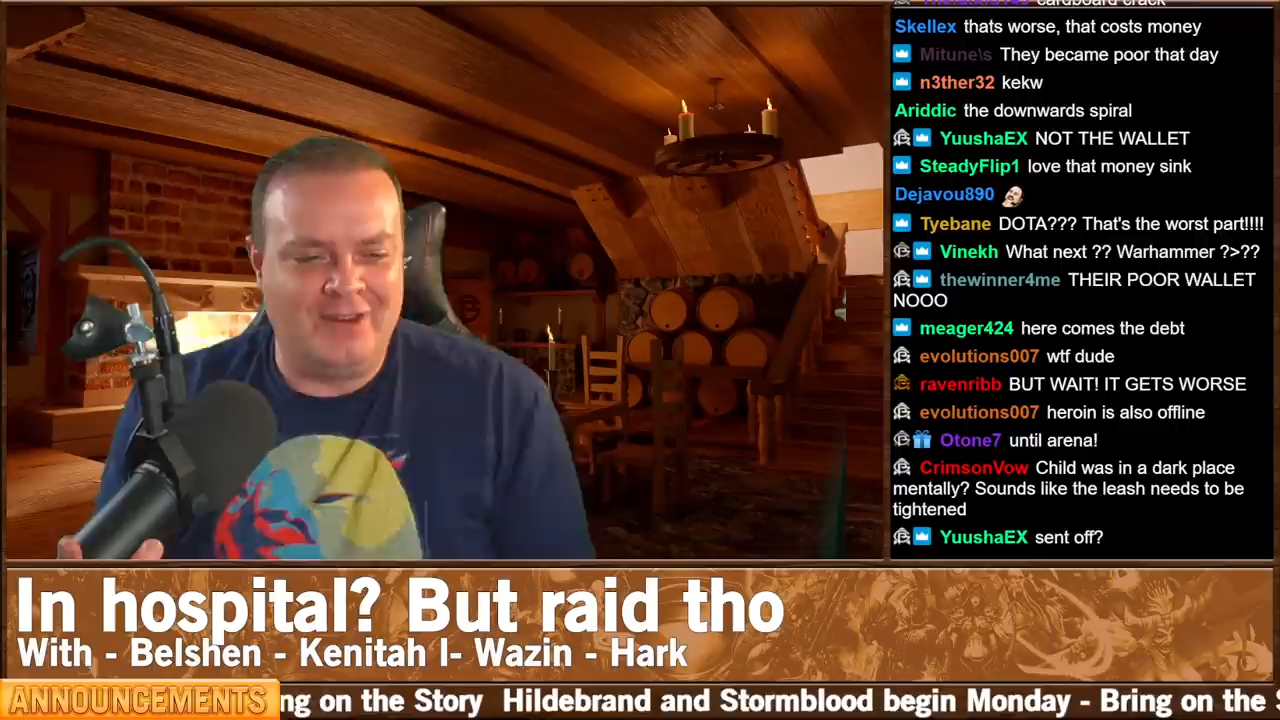 cardboard crack
Skellex thats worse, that costs money
Mitune\s They became poor that day
n3ther32 kekw
Ariddic the downwards spiral
YuushaEX NOT THE WALLET
SteadyFlip1 love that money sink
Dejavou890
Tyebane DOTA??? That's the worst part!!!!
Vinekh What next ?? Warhammer ?>??
thewinner4me THEIR POOR WALLET
NOOO
meager424 here comes the debt
evolutions007 wtf dude
ravenribb BUT WAIT! IT GETS WORSE
evolutions007 heroin is also offline
Otone7 until arena!
CrimsonVow Child was in a dark place
mentally? Sounds like the leash needs to be
tightened
YuushaEX sent off?
In hospital? But raid tho
With - Belshen - Kenitah I- Wazin - Hark
ANNOUNCEMENTS
ng on the Story Hildebrand and Stormblood begin Monday - Bring on the